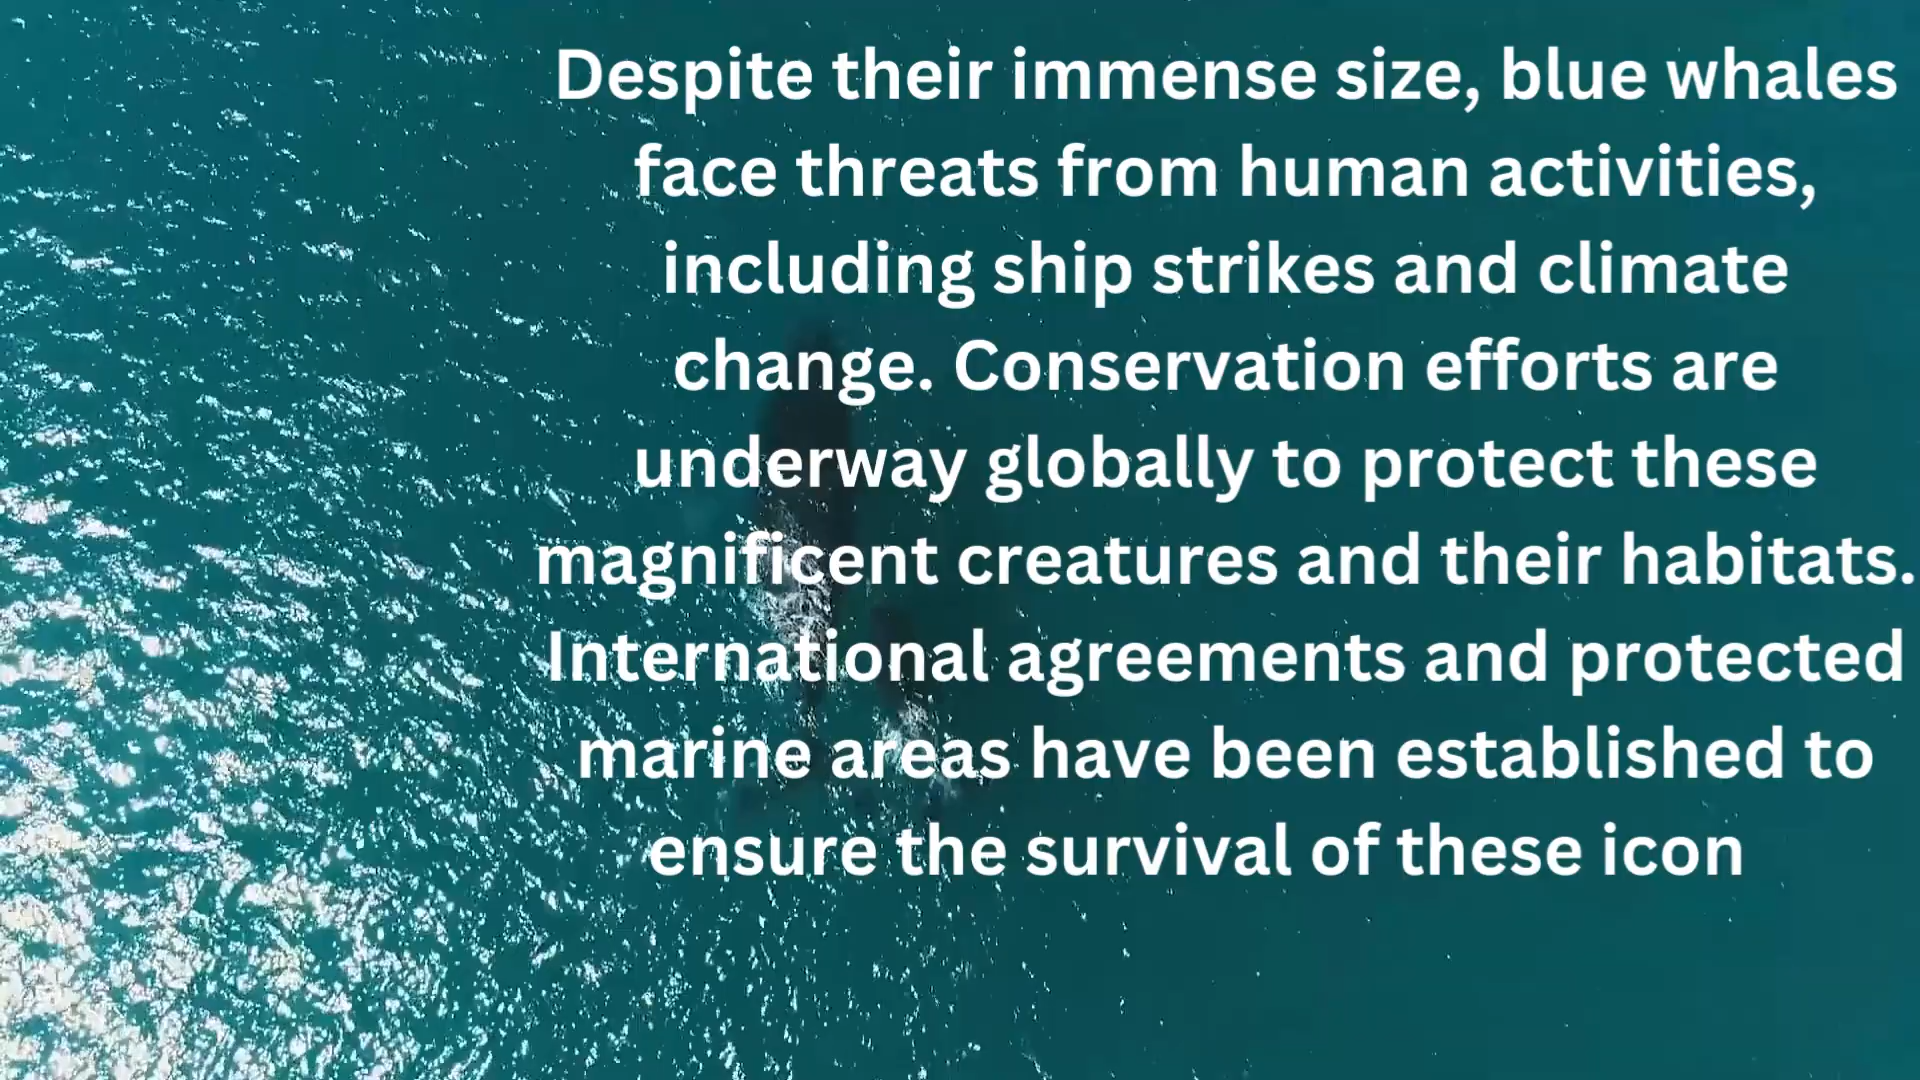 Despite their immense size, blue whales
face threats from human activities,
including ship strikes and climate
change. Conservation efforts are
underway globally to protect these
magnificent creatures and their habitats.
International agreements and protected
marine areas have been established to
ensure the survival of these icon